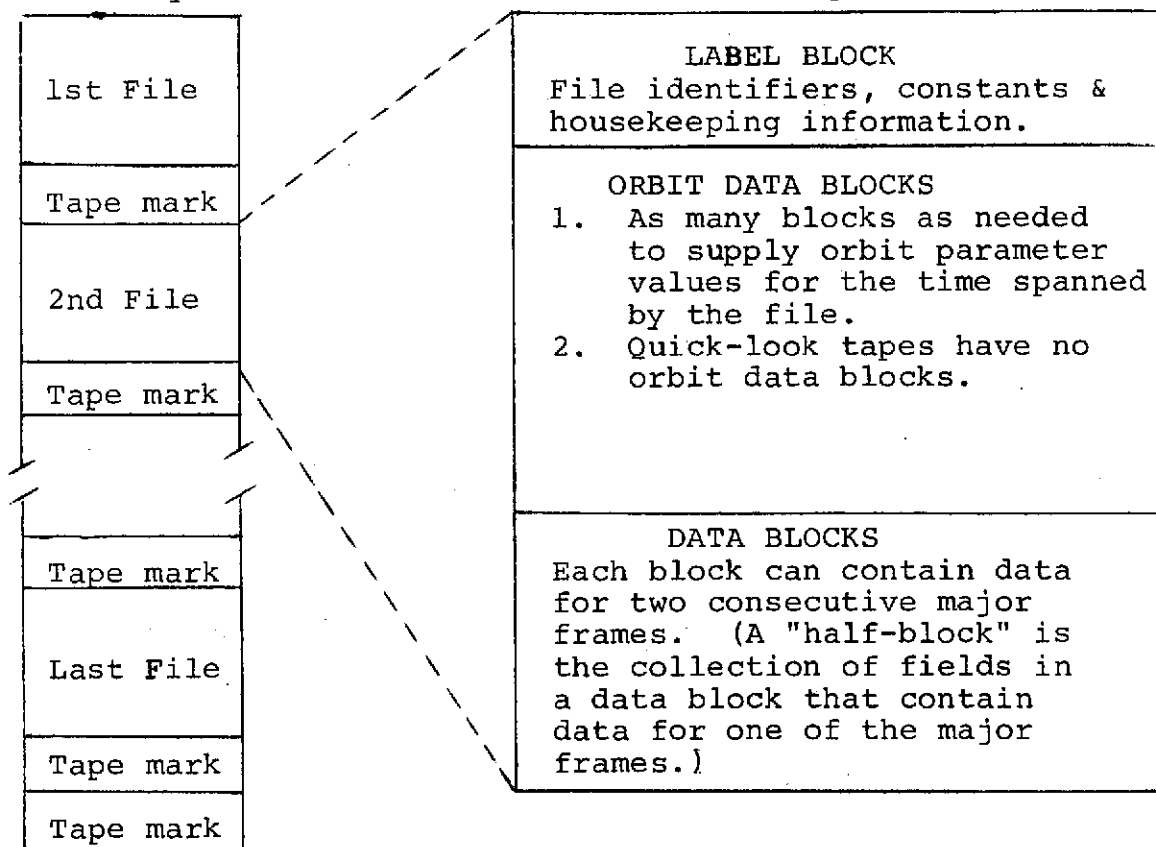 1st File
Tape mark
2nd File
Tape mark
Tape mark
Last File
Tape mark
Tape mark
LABEL BLOCK
File identifiers, constants &
housekeeping information.
ORBIT DATA BLOCKS
1. As many blocks as needed
to supply orbit parameter
values for the time spanned
by the file.
2. Quick-look tapes have no
orbit data blocks.
DATA BLOCKS
Each block can contain data
for two consecutive major
frames. (A "half-block" is
the collection of fields in
a data block that contain
data for one of the major
frames.)